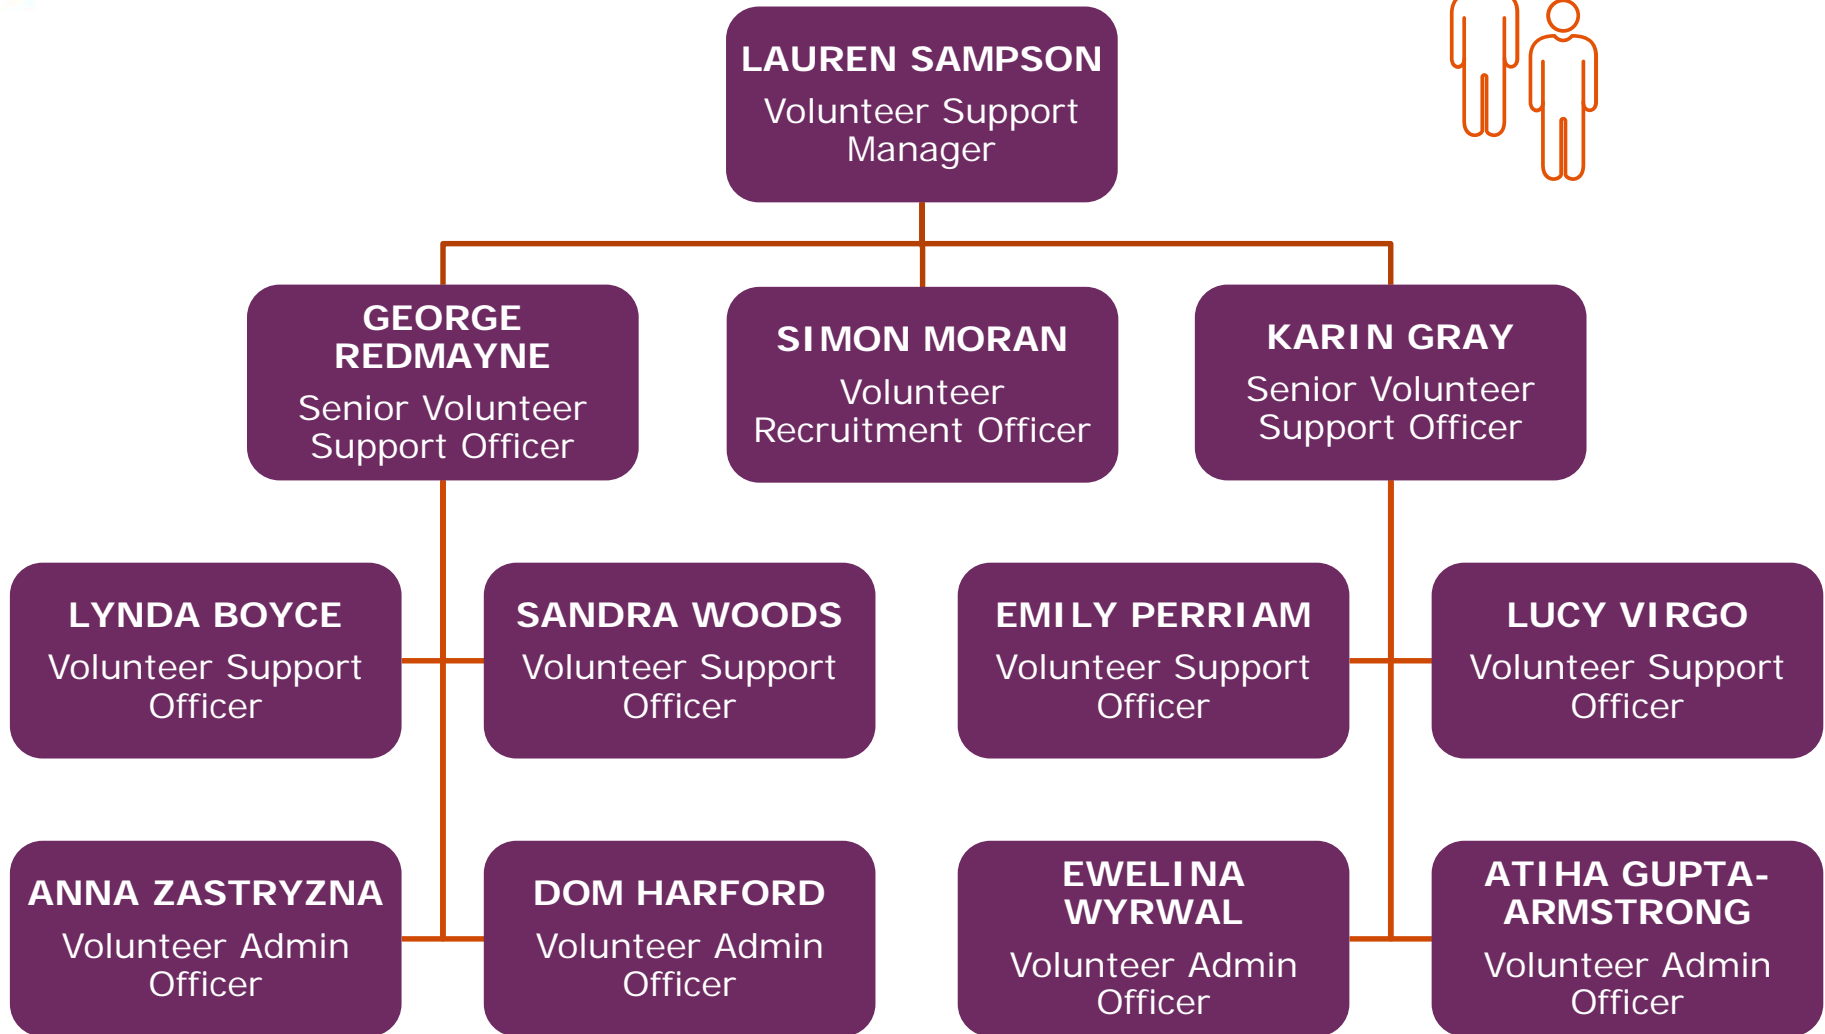 LAUREN SAMPSON
Volunteer Support
Manager
GEORGE
REDMAYNE
Senior Volunteer
Support Officer
SIMON MORAN
Volunteer
Recruitment Officer
KARIN GRAY
Senior Volunteer
Support Officer
LYNDA BOYCE
Volunteer Support
Officer
SANDRA WOODS
Volunteer Support
Officer
EMILY PERRIAM
Volunteer Support
Officer
LUCY VIRGO
Volunteer Support
Officer
ANNA ZASTRYZNA
Volunteer Admin
Officer
DOM HARFORD
Volunteer Admin
Officer
EWELINA
WYRWAL
Volunteer Admin
Officer
ATIHA GUPTA-
ARMSTRONG
Volunteer Admin
Officer